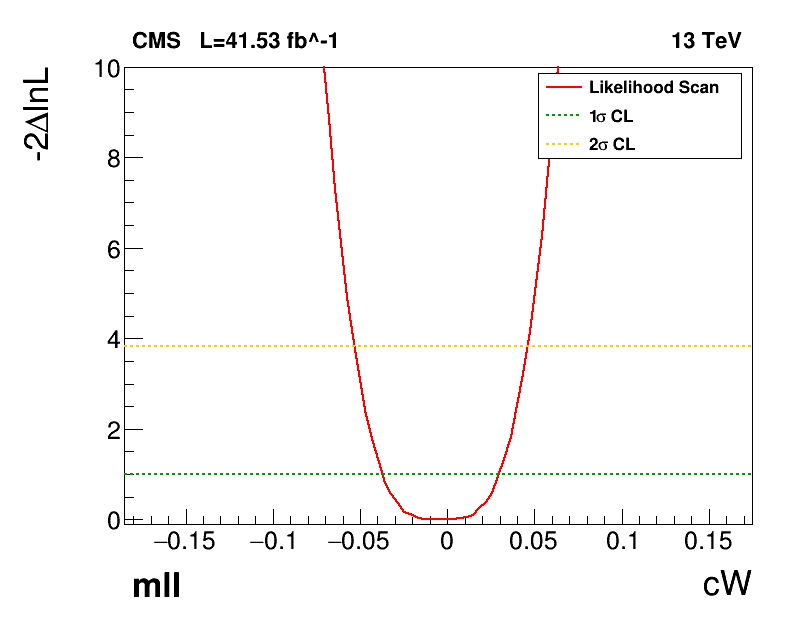 CMS L=41.53 fb^-1 13 TeV
-2ΔlnL
10
8
6
4
2
0
Likelihood Scan
1σ CL
2σ CL
−0.15 −0.1 −0.05 0 0.05 0.1 0.15
mll cW